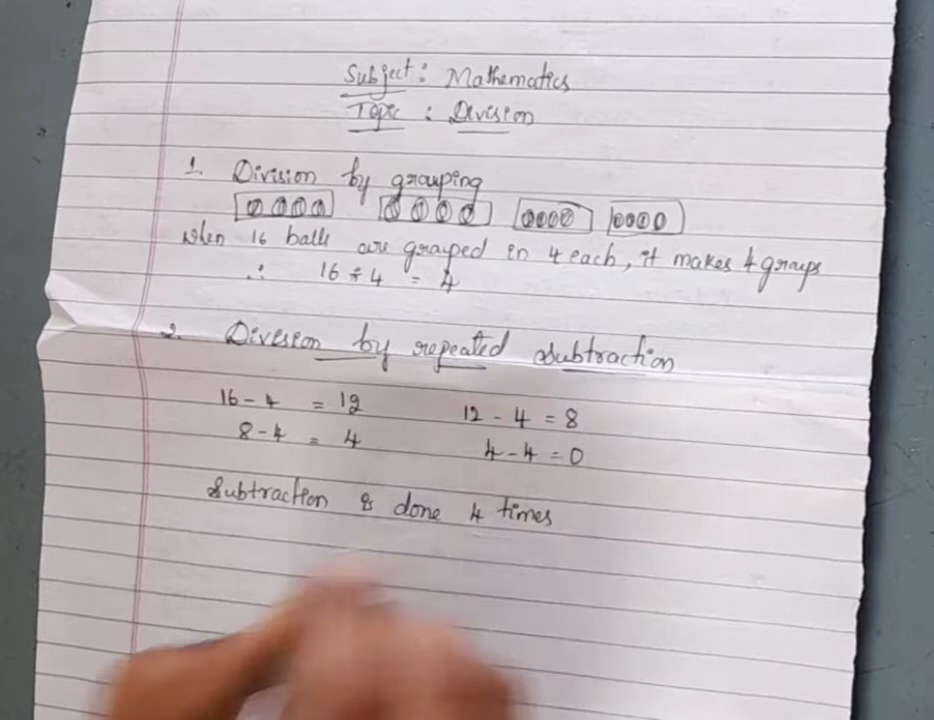 Subject: Mathematics
Topic : Division
1. Division by grouping
when 16 balls are grouped in 4 each, it makes 4 groups
∴ 16 ÷ 4 = 4
2. Division by repeated subtraction
16 - 4 = 12 12 - 4 = 8
8 - 4 = 4 4 - 4 = 0
Subtraction is done 4 times